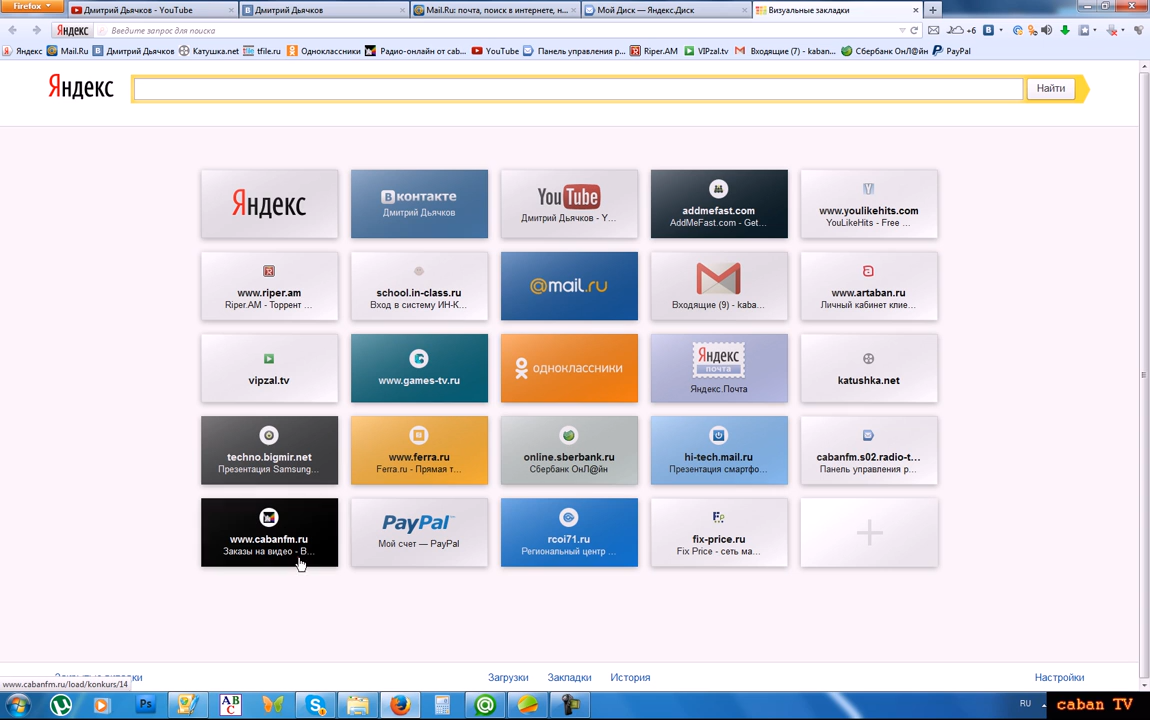 Firefox
Дмитрий Дьячков - YouTube
Дмитрий Дьячков
Mail.Ru: почта, поиск в интернете, н...
Мой Диск — Яндекс.Диск
Визуальные закладки
Яндекс
Введите запрос для поиска
+6
Яндекс
Mail.Ru
Дмитрий Дьячков
Катушка.net
tfile.ru
Одноклассники
Радио-онлайн от cab...
YouTube
Панель управления р...
Riper.AM
VIPzal.tv
Входящие (7) - kaban...
Сбербанк ОнЛ@йн
PayPal
Яндекс
Найти
Яндекс
Вконтакте
Дмитрий Дьячков
YouTube
Дмитрий Дьячков - Y...
addmefast.com
AddMeFast.com - Get...
www.youlikehits.com
YouLikeHits - Free ...
www.riper.am
Riper.AM - Торрент ...
school.in-class.ru
Вход в систему ИН-К...
@mail.ru
Входящие (9) - kaba...
www.artaban.ru
Личный кабинет клие...
vipzal.tv
www.games-tv.ru
одноклассники
Яндекс
почта
Яндекс.Почта
katushka.net
techno.bigmir.net
Презентация Samsung...
www.ferra.ru
Ferra.ru - Прямая т...
online.sberbank.ru
Сбербанк ОнЛ@йн
hi-tech.mail.ru
Презентация смартфо...
cabanfm.s02.radio-t...
Панель управления р...
www.cabanfm.ru
Заказы на видео - В...
PayPal
Мой счет — PayPal
rcoi71.ru
Региональный центр ...
Fp
fix-price.ru
Fix Price - сеть ма...
www.cabanfm.ru/load/konkurs/14
Загрузки
Закладки
История
Настройки
Ps
ABC
RU
caban TV